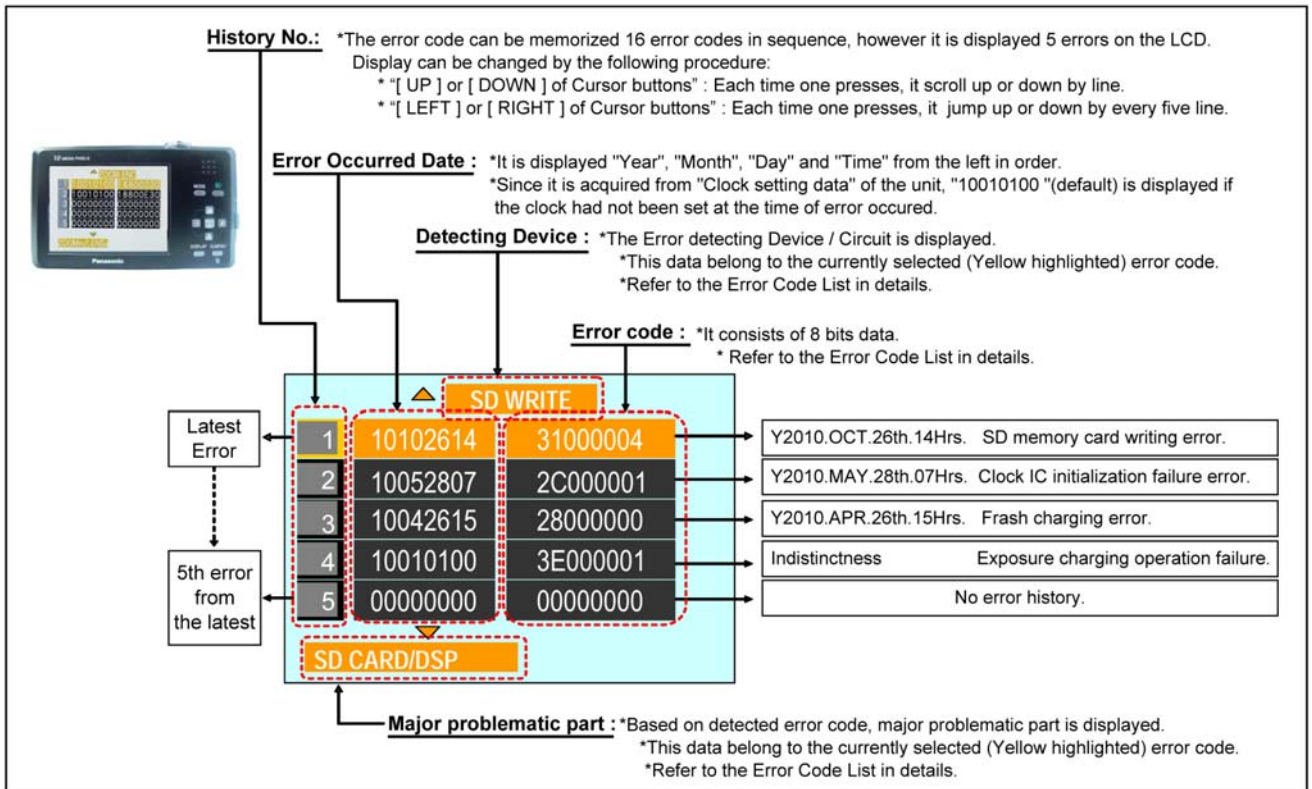 History No.: *The error code can be memorized 16 error codes in sequence, however it is displayed 5 errors on the LCD.
Display can be changed by the following procedure:
* "[ UP ] or [ DOWN ] of Cursor buttons" : Each time one presses, it scroll up or down by line.
* "[ LEFT ] or [ RIGHT ] of Cursor buttons" : Each time one presses, it jump up or down by every five line.
Error Occurred Date : *It is displayed "Year", "Month", "Day" and "Time" from the left in order.
*Since it is acquired from "Clock setting data" of the unit, "10010100 "(default) is displayed if
the clock had not been set at the time of error occured.
Detecting Device : *The Error detecting Device / Circuit is displayed.
*This data belong to the currently selected (Yellow highlighted) error code.
*Refer to the Error Code List in details.
Error code : *It consists of 8 bits data.
* Refer to the Error Code List in details.
Panasonic
SD WRITE
Latest
Error
1 10102614 31000004 Y2010.OCT.26th.14Hrs. SD memory card writing error.
2 10052807 2C000001 Y2010.MAY.28th.07Hrs. Clock IC initialization failure error.
3 10042615 28000000 Y2010.APR.26th.15Hrs. Frash charging error.
4 10010100 3E000001 Indistinctness Exposure charging operation failure.
5 00000000 00000000 No error history.
5th error
from
the latest
SD CARD/DSP
Major problematic part : *Based on detected error code, major problematic part is displayed.
*This data belong to the currently selected (Yellow highlighted) error code.
*Refer to the Error Code List in details.